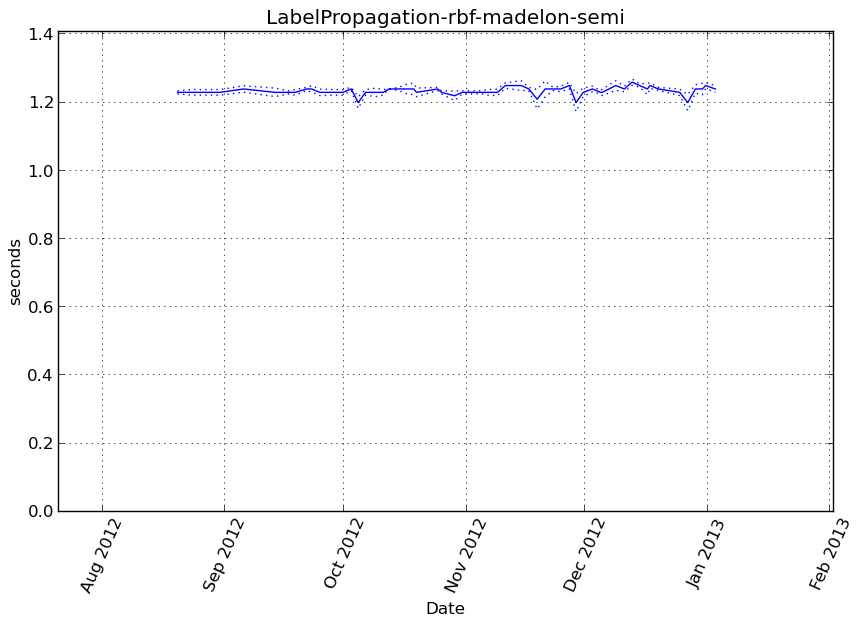 LabelPropagation-rbf-madelon-semi
1.4
1.2
1.0
0.8
0.6
0.4
0.2
0.0
seconds
Aug 2012
Sep 2012
Oct 2012
Nov 2012
Dec 2012
Jan 2013
Feb 2013
Date